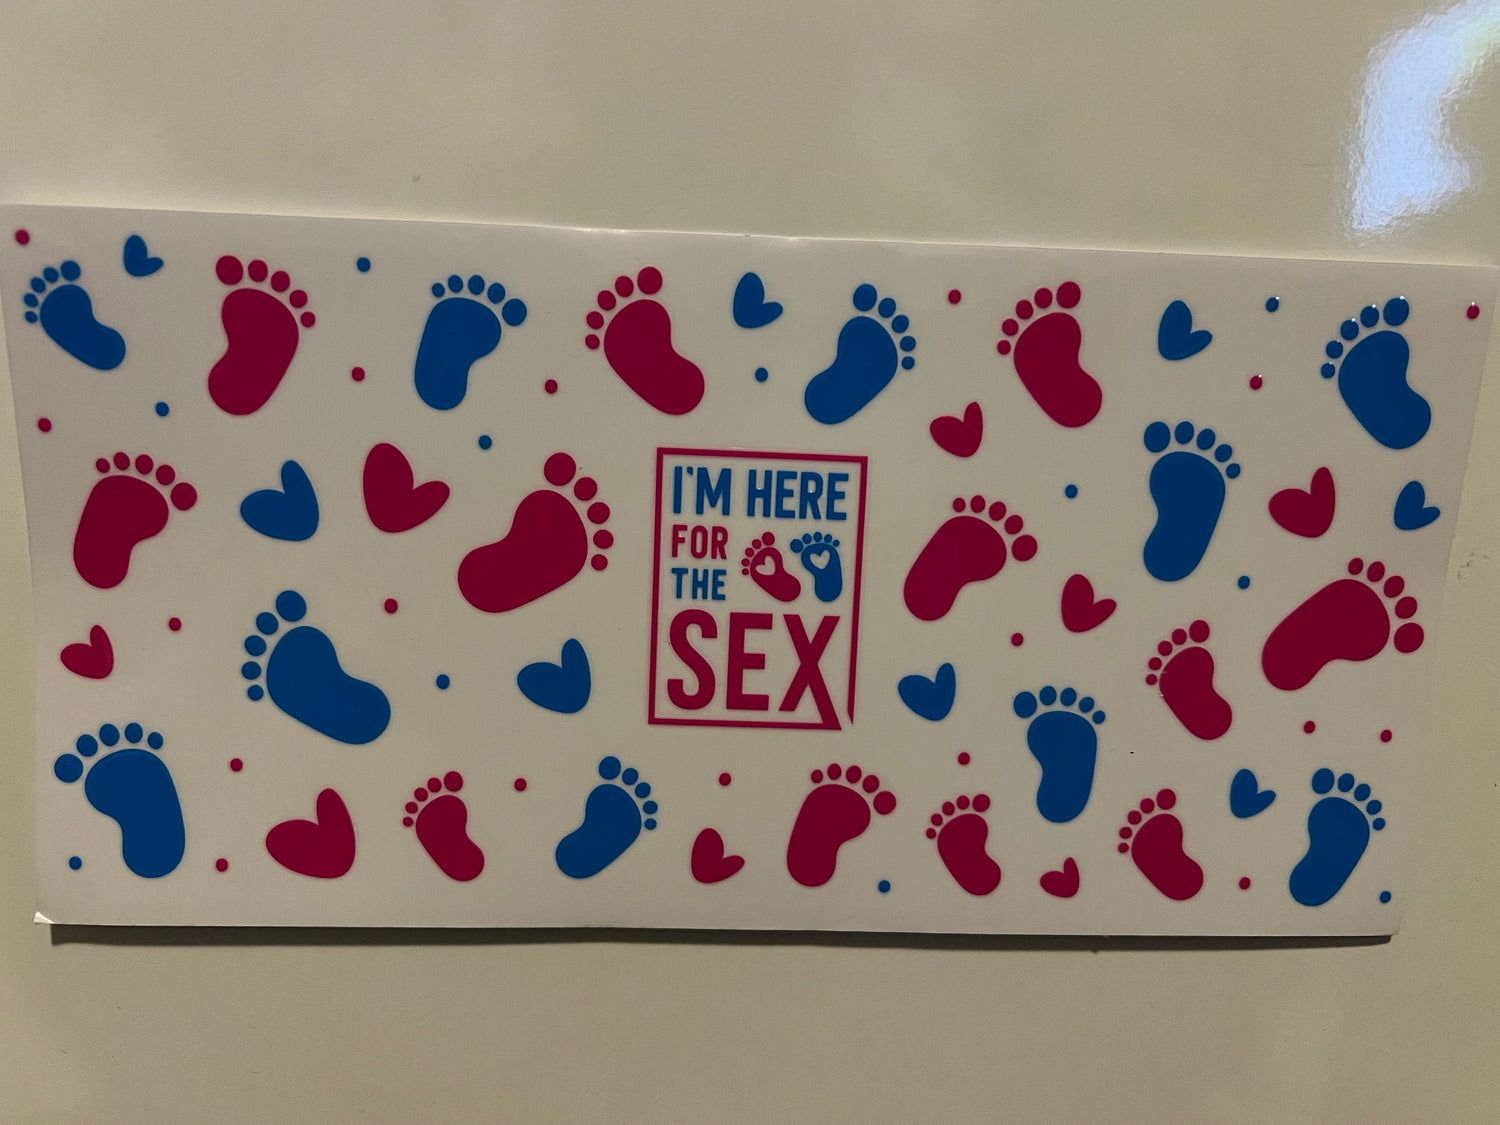 I'M HERE
FOR
THE
SEX